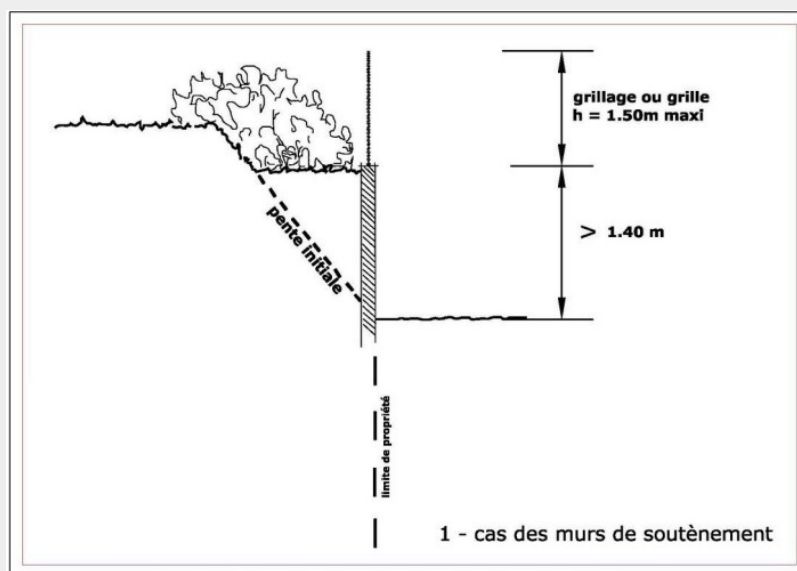 grillage ou grille
h = 1.50m maxi
> 1.40 m
pente initiale
limite de propriété
1 - cas des murs de soutènement